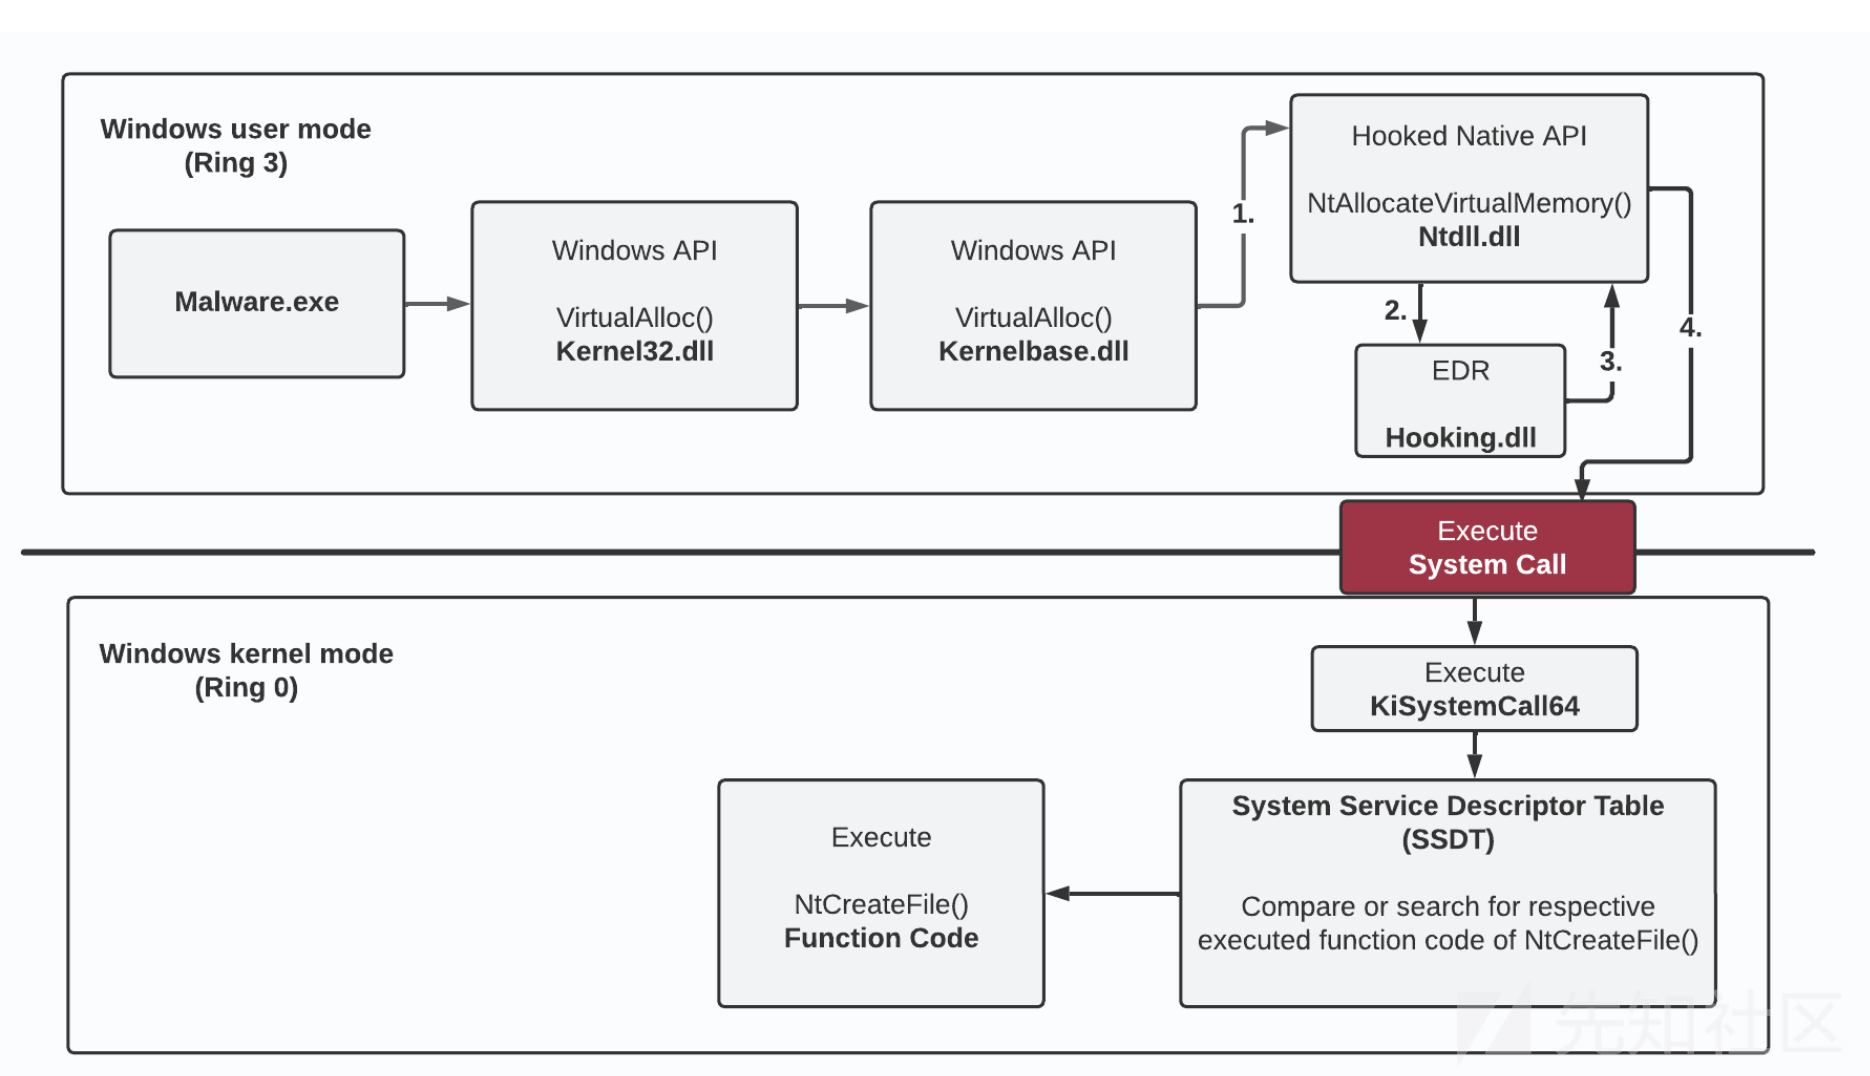 Windows user mode
(Ring 3)
Malware.exe
Windows API
VirtualAlloc()
Kernel32.dll
Windows API
VirtualAlloc()
Kernelbase.dll
1.
Hooked Native API
NtAllocateVirtualMemory()
Ntdll.dll
2.
3.
4.
EDR
Hooking.dll
Execute
System Call
Windows kernel mode
(Ring 0)
Execute
KiSystemCall64
System Service Descriptor Table
(SSDT)
Compare or search for respective
executed function code of NtCreateFile()
Execute
NtCreateFile()
Function Code
先知社区